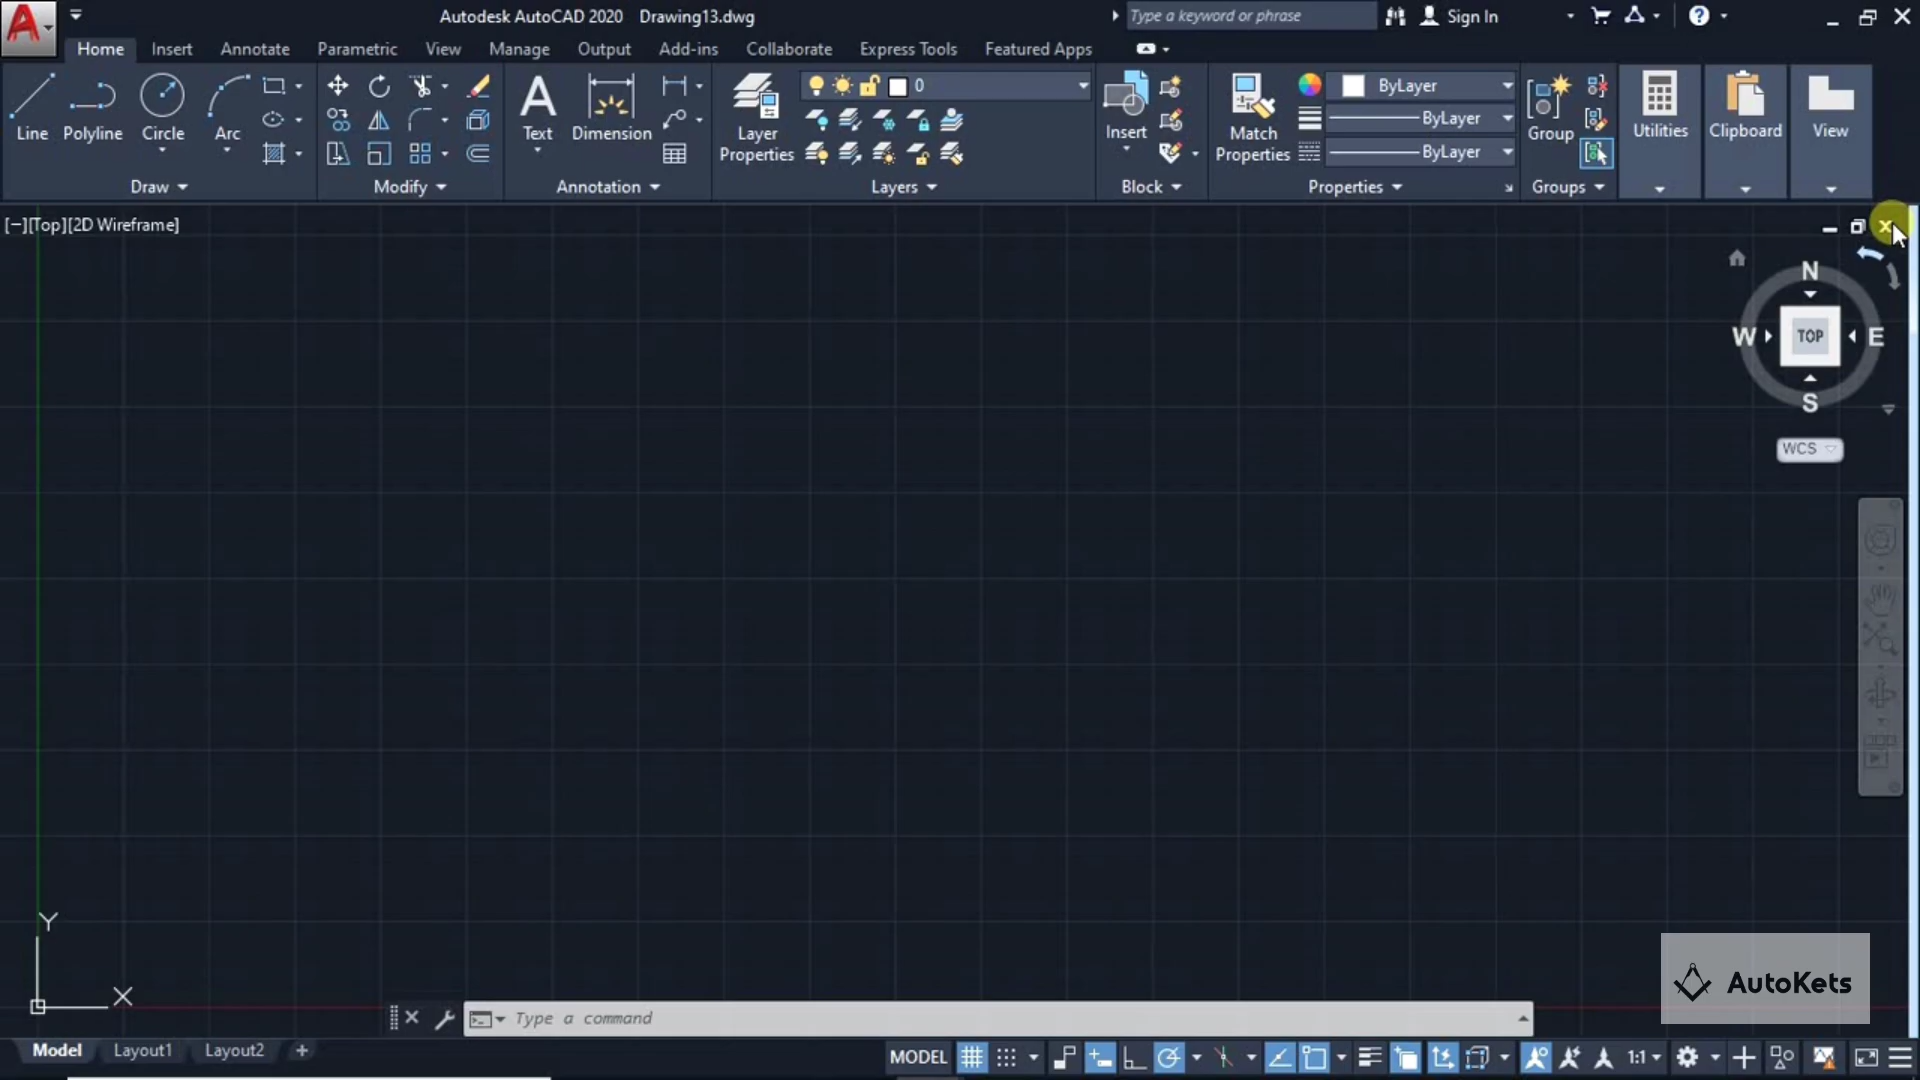 Autodesk AutoCAD 2020 Drawing13.dwg
Type a keyword or phrase
Sign In
Home Insert Annotate Parametric View Manage Output Add-ins Collaborate Express Tools Featured Apps
0
ByLayer
ByLayer
ByLayer
Line Polyline Circle Arc
Text Dimension
Layer Properties
Insert
Match Properties
Group
Utilities Clipboard View
Draw Modify Annotation Layers Block Properties Groups
[−][Top][2D Wireframe]
N
W TOP E
S
WCS
Y
X
AutoKets
Type a command
Model Layout1 Layout2 +
MODEL
1:1